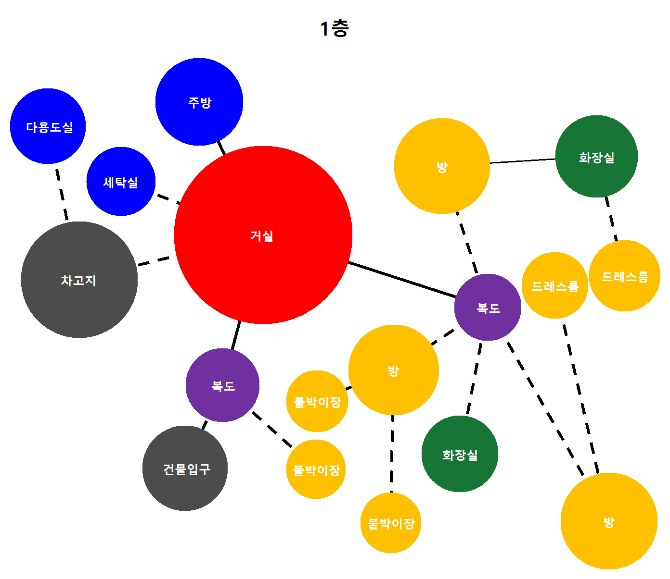 1층
주방
다용도실
세탁실
방
화장실
거실
차고지
드레스룸
드레스룸
복도
방
복도
붙박이장
화장실
건물입구
붙박이장
붙박이장
방